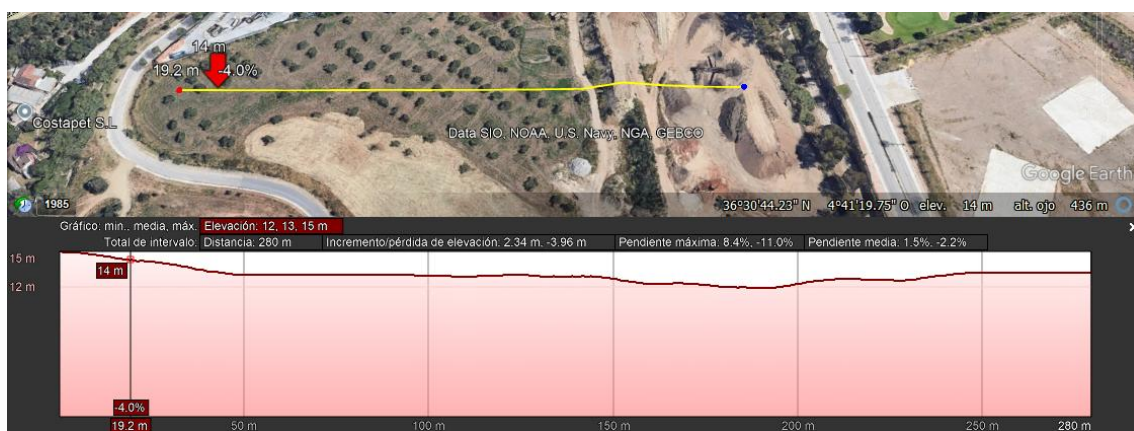 14 m
19.2 m -4.0%
Costapet S.L
Data SIO, NOAA, U.S. Navy, NGA, GEBCO
Google Earth
1985
36°30'44.23" N 4°41'19.75" O elev. 14 m alt. ojo 436 m
Gráfico: min., media, máx. Elevación: 12, 13, 15 m
Total de intervalo: Distancia: 280 m Incremento/pérdida de elevación: 2.34 m, -3.96 m Pendiente máxima: 8.4%, -11.0% Pendiente media: 1.5%, -2.2%
15 m
14 m
12 m
-4.0%
19.2 m 50 m 100 m 150 m 200 m 250 m 280 m